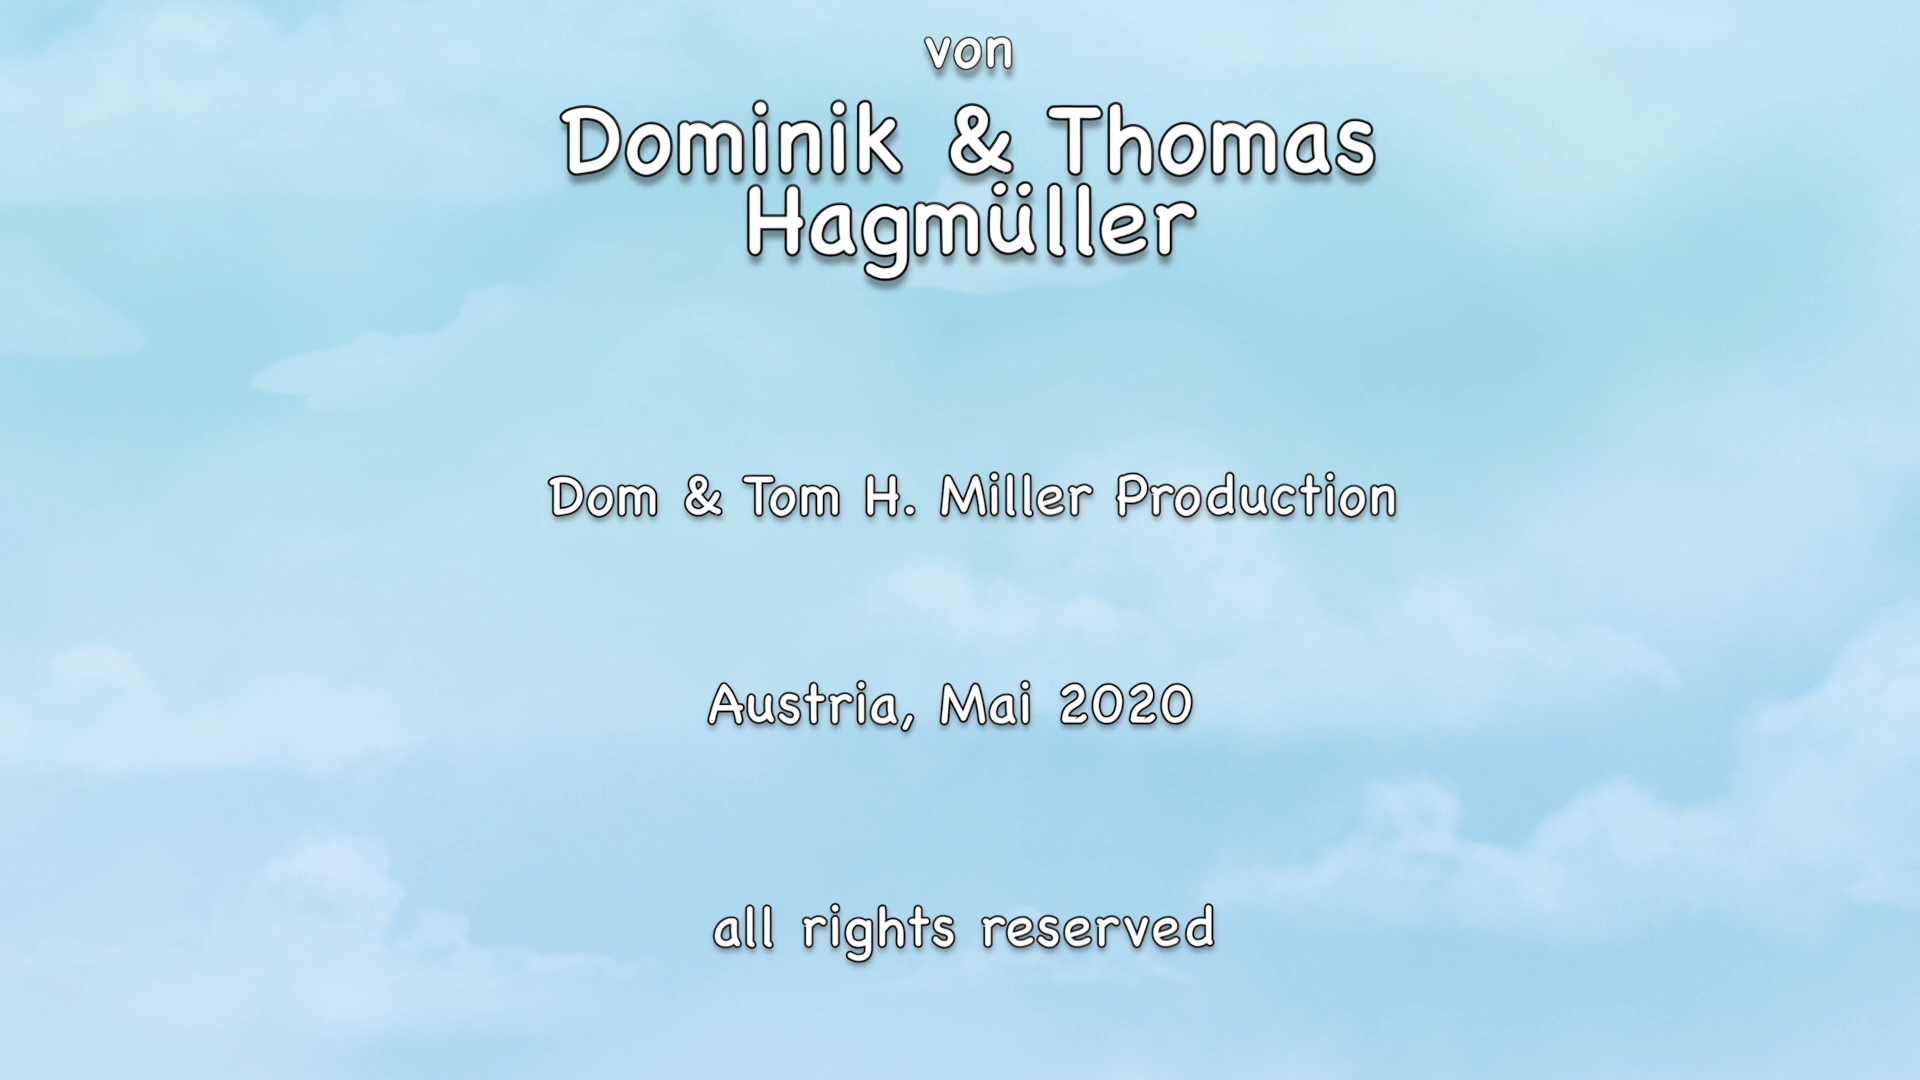 von
Dominik & Thomas
Hagmüller
Dom & Tom H. Miller Production
Austria, Mai 2020
all rights reserved